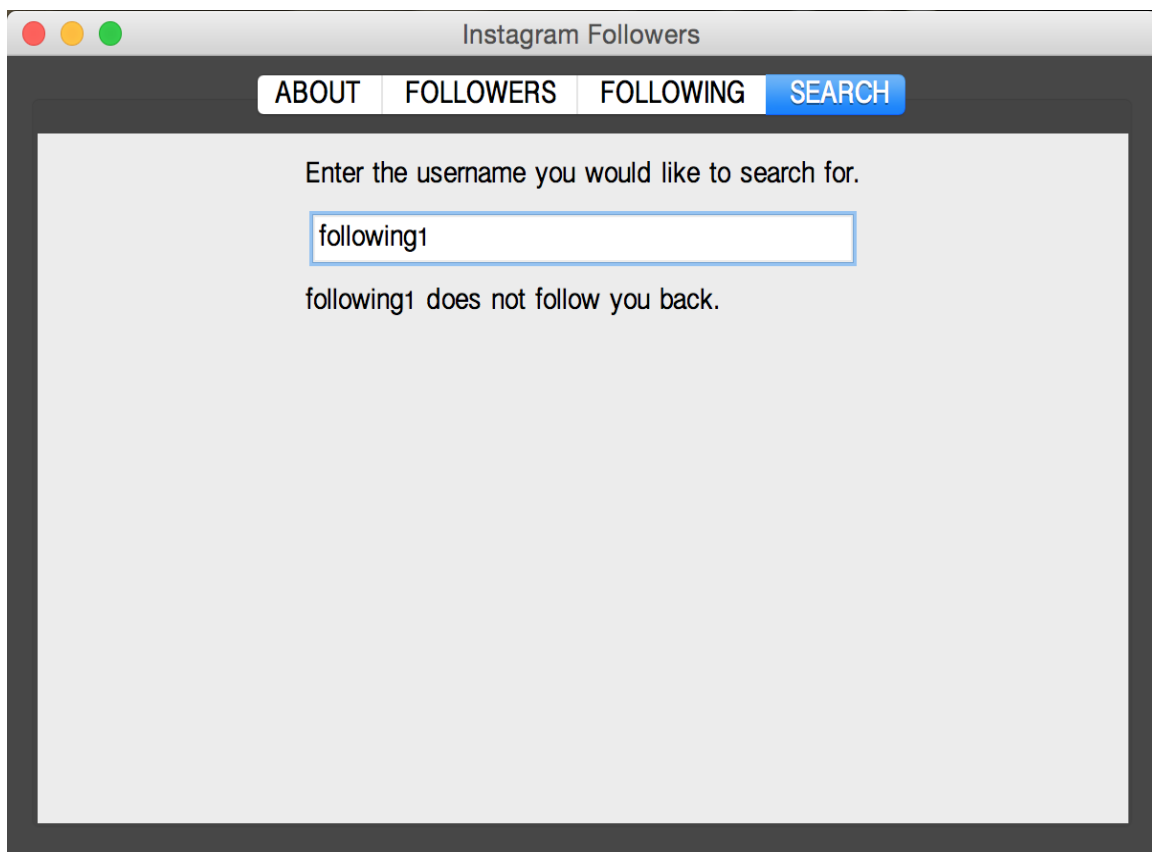 Instagram Followers
ABOUT FOLLOWERS FOLLOWING SEARCH
Enter the username you would like to search for.
following1
following1 does not follow you back.